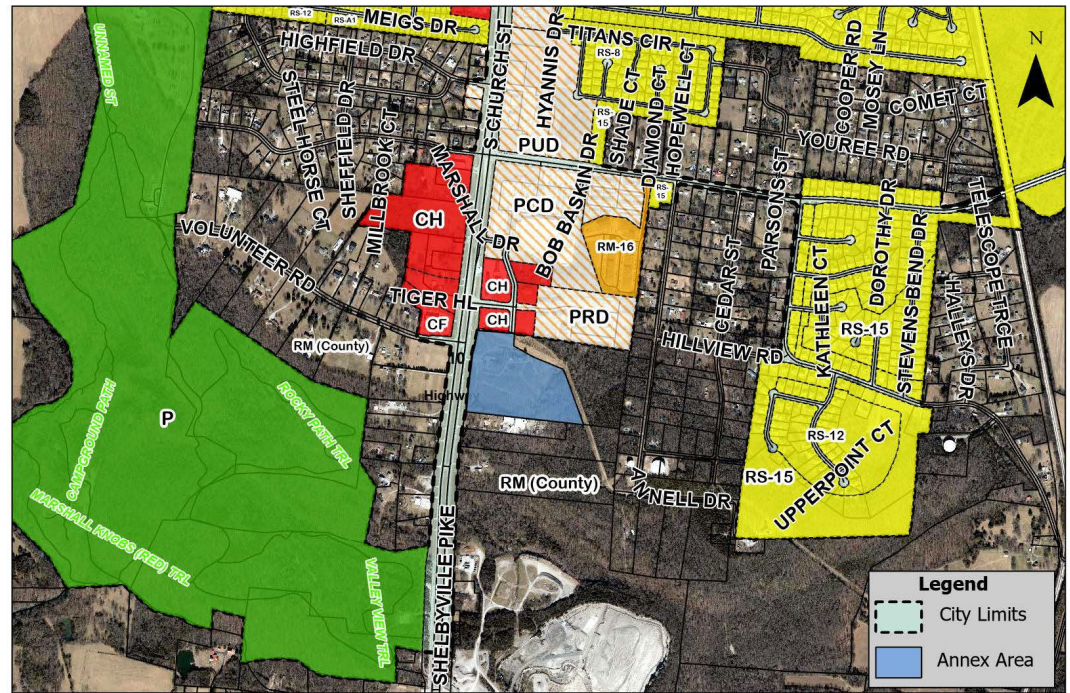 RS-12
RS-A1
MEIGS DR
HIGHFIELD DR
UNNAMED ST
STEEL HORSE CT
SHEFFIELD DR
MILLBROOK CT
S CHURCH ST
HYANNIS DR
TITANS CIR
RS-8
SHADE CT
DIAMOND CT
HOPEWELL CT
COOPER RD
MOSEY LN
COMET CT
YOUREE RD
N
RS-15
PUD
MARSHALL DR
BOB BASKIN DR
PCD
RS-15
PARSONS ST
CH
RM-16
CEDAR ST
VOLUNTEER RD
TIGER HL
CH
CF
CH
PRD
KATHLEEN CT
DOROTHY DR
STEVENS BEND DR
TELESCOPE TRCE
HALLEYS DR
RS-15
HILLVIEW RD
RM (County)
Highw
CAMPGROUND PATH
ROCKY PATH TRL
P
RS-12
RS-15
UPPERPOINT CT
RM (County)
ANNELL DR
MARSHALL KNOBS (RED) TRL
VALLEY VIEW TRL
SHELBYVILLE PIKE
Legend
City Limits
Annex Area